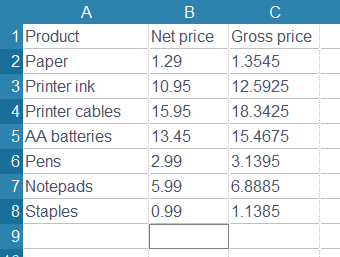 A B C
1 Product Net price Gross price
2 Paper 1.29 1.3545
3 Printer ink 10.95 12.5925
4 Printer cables 15.95 18.3425
5 AA batteries 13.45 15.4675
6 Pens 2.99 3.1395
7 Notepads 5.99 6.8885
8 Staples 0.99 1.1385
9